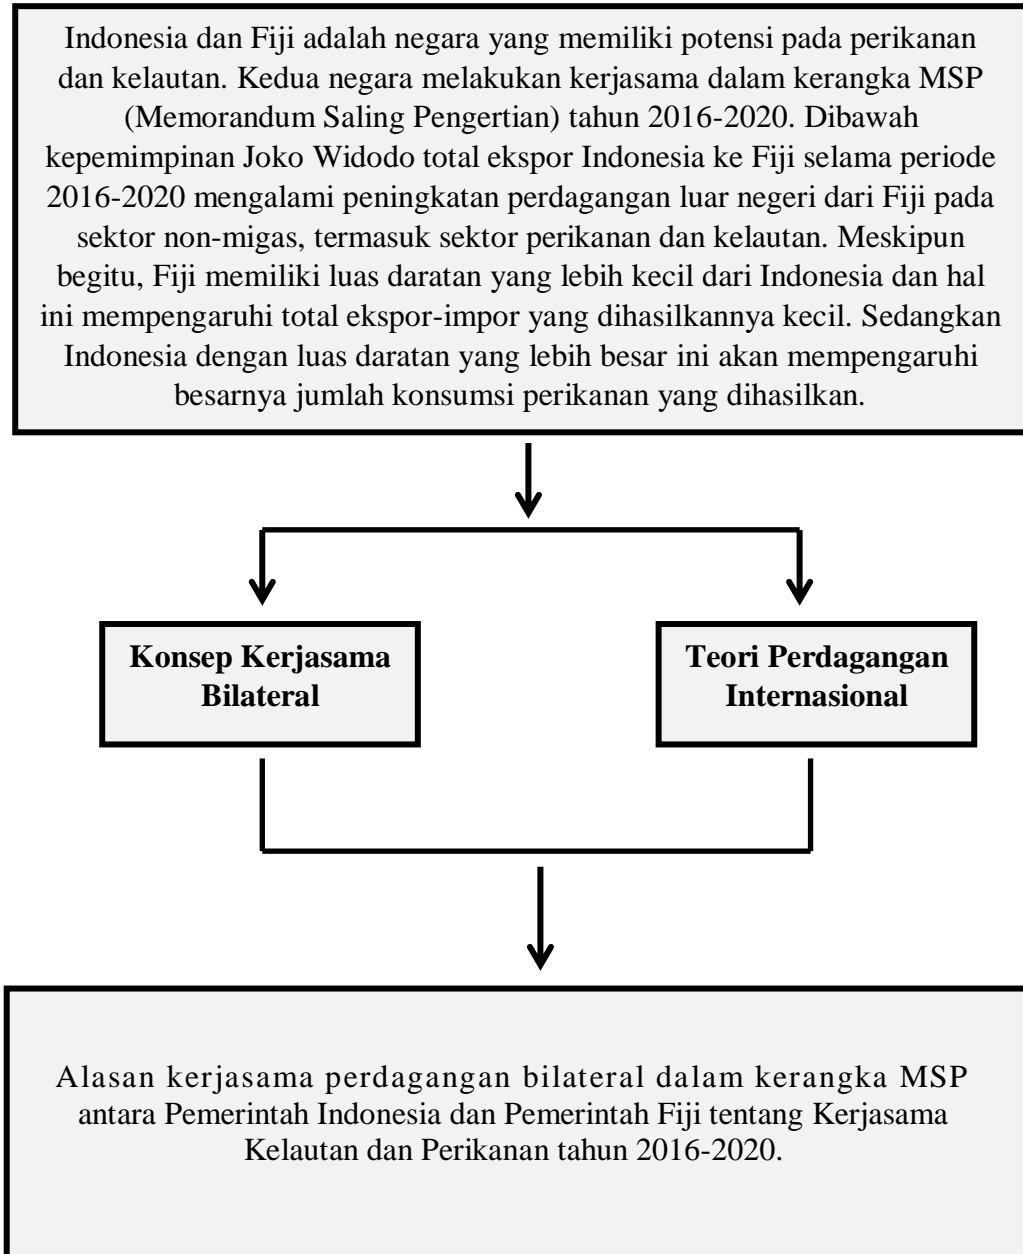 Indonesia dan Fiji adalah negara yang memiliki potensi pada perikanan
dan kelautan. Kedua negara melakukan kerjasama dalam kerangka MSP
(Memorandum Saling Pengertian) tahun 2016-2020. Dibawah
kepemimpinan Joko Widodo total ekspor Indonesia ke Fiji selama periode
2016-2020 mengalami peningkatan perdagangan luar negeri dari Fiji pada
sektor non-migas, termasuk sektor perikanan dan kelautan. Meskipun
begitu, Fiji memiliki luas daratan yang lebih kecil dari Indonesia dan hal
ini mempengaruhi total ekspor-impor yang dihasilkannya kecil. Sedangkan
Indonesia dengan luas daratan yang lebih besar ini akan mempengaruhi
besarnya jumlah konsumsi perikanan yang dihasilkan.
Konsep Kerjasama
Bilateral
Teori Perdagangan
Internasional
Alasan kerjasama perdagangan bilateral dalam kerangka MSP
antara Pemerintah Indonesia dan Pemerintah Fiji tentang Kerjasama
Kelautan dan Perikanan tahun 2016-2020.